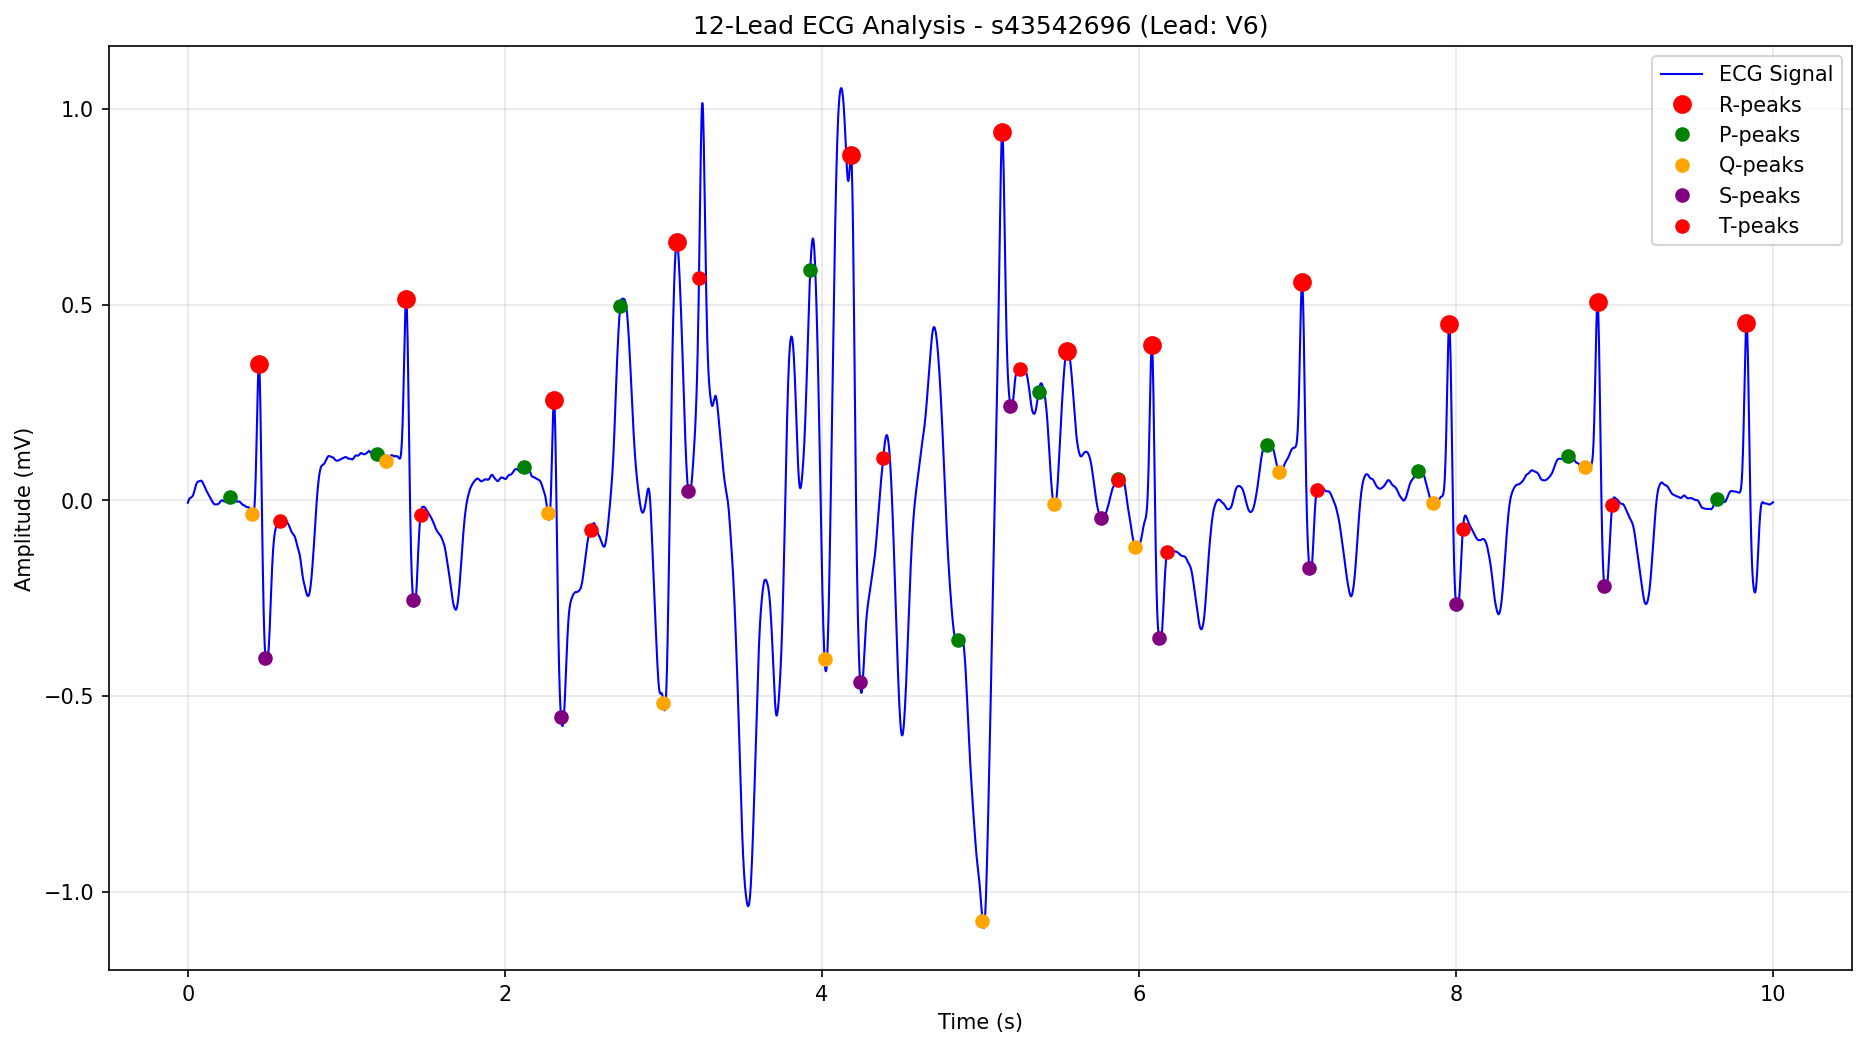 12-Lead ECG Analysis - s43542696 (Lead: V6)
ECG Signal
R-peaks
P-peaks
Q-peaks
S-peaks
T-peaks
Amplitude (mV)
1.0
0.5
0.0
−0.5
−1.0
0 2 4 6 8 10
Time (s)